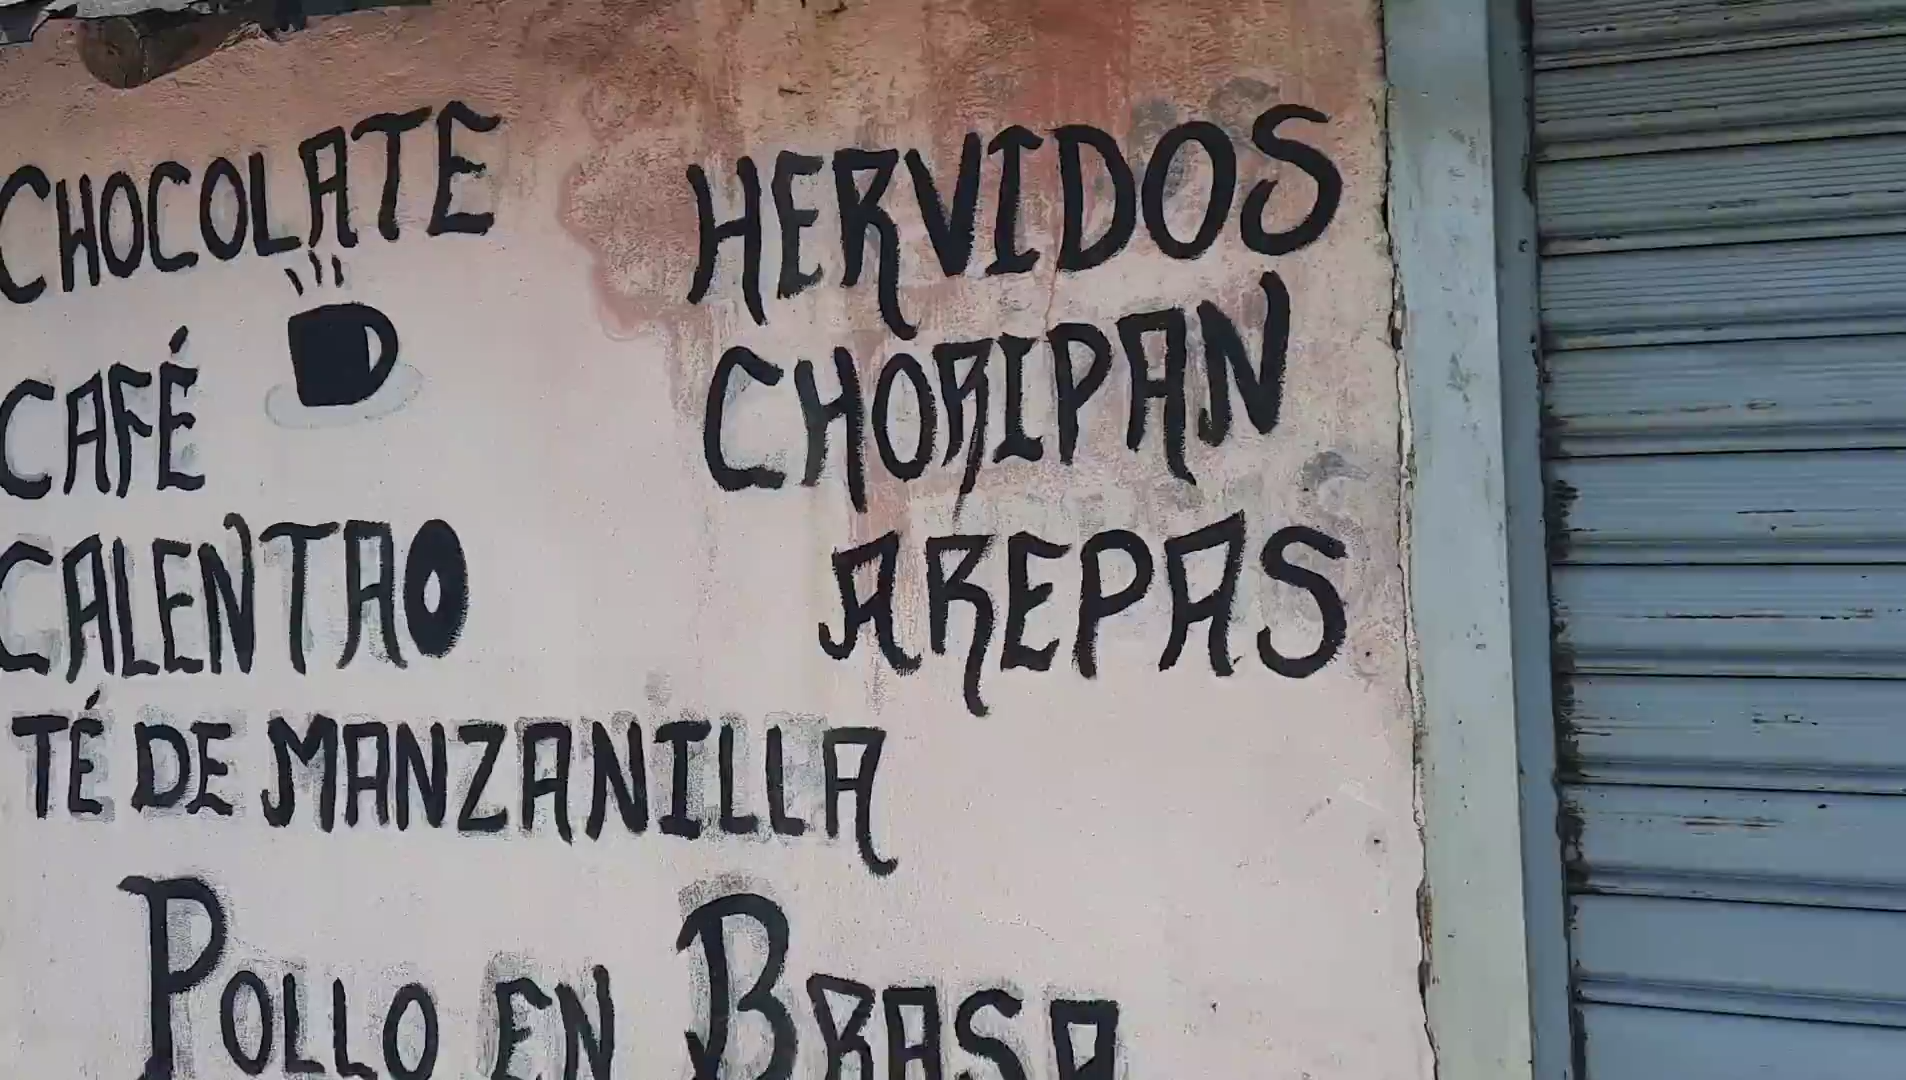 CHOCOLATE
CAFÉ
CALENTAO
TÉ DE MANZANILLA
HERVIDOS
CHORIPAN
AREPAS
POLLO EN BRASA